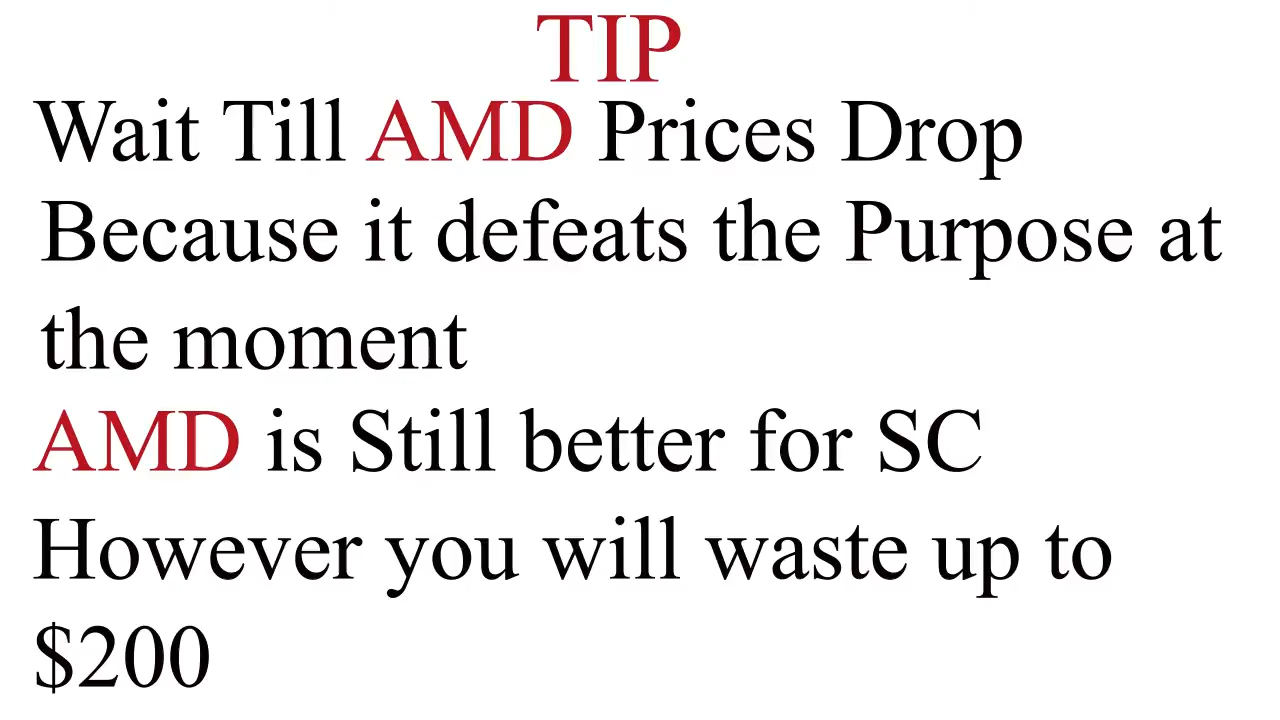 TIP
Wait Till AMD Prices Drop
Because it defeats the Purpose at
the moment
AMD is Still better for SC
However you will waste up to
$200